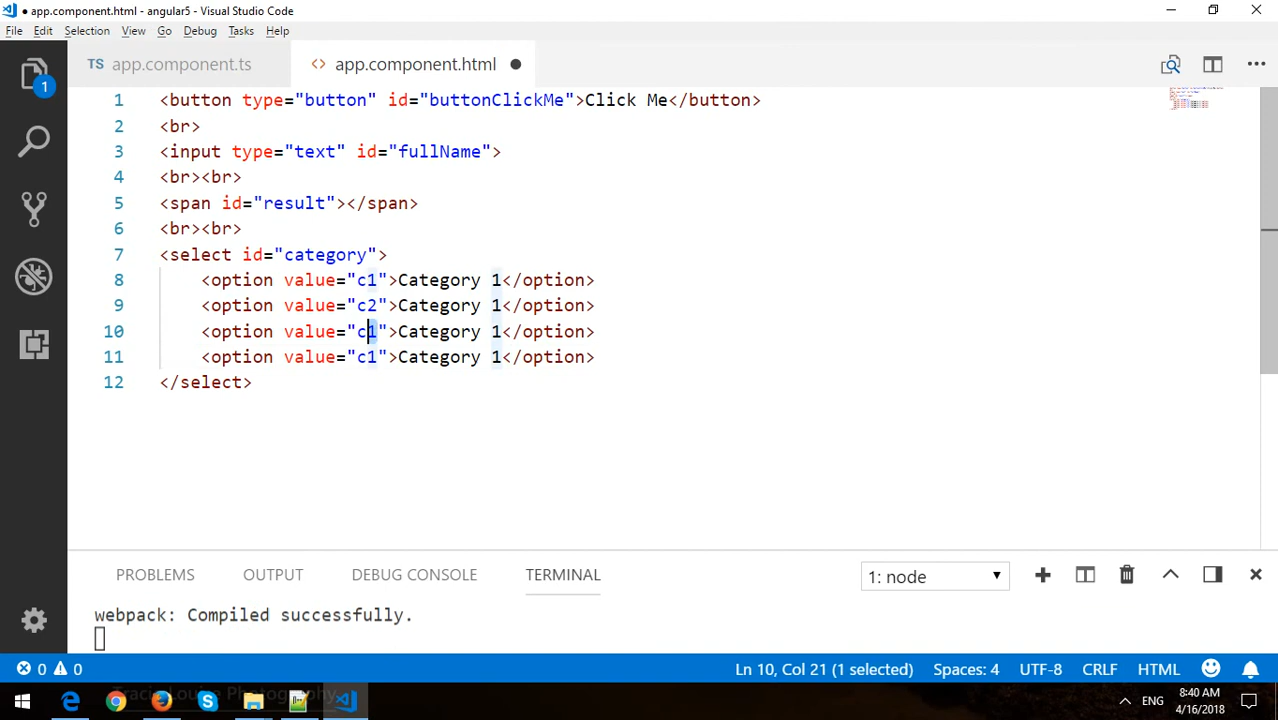 app.component.html - angular5 - Visual Studio Code
File Edit Selection View Go Debug Tasks Help
1
TS app.component.ts <> app.component.html
1 <button type="button" id="buttonClickMe">Click Me</button>
2 <br>
3 <input type="text" id="fullName">
4 <br><br>
5 <span id="result"></span>
6 <br><br>
7 <select id="category">
8 <option value="c1">Category 1</option>
9 <option value="c2">Category 1</option>
10 <option value="c1">Category 1</option>
11 <option value="c1">Category 1</option>
12 </select>
PROBLEMS OUTPUT DEBUG CONSOLE TERMINAL 1: node
webpack: Compiled successfully.
0 0 Ln 10, Col 21 (1 selected) Spaces: 4 UTF-8 CRLF HTML
Photography
ENG 8:40 AM
4/16/2018